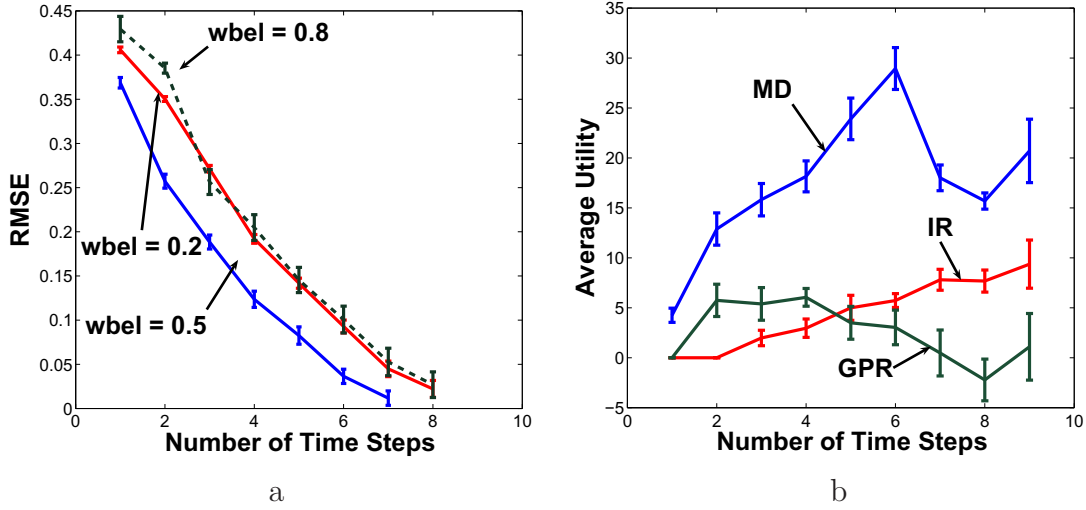 0.45
0.4
0.35
0.3
0.25
0.2
0.15
0.1
0.05
0
RMSE
wbel = 0.8
wbel = 0.2
wbel = 0.5
0 2 4 6 8 10
Number of Time Steps
a
35
30
25
20
15
10
5
0
−5
Average Utility
MD
IR
GPR
0 2 4 6 8 10
Number of Time Steps
b